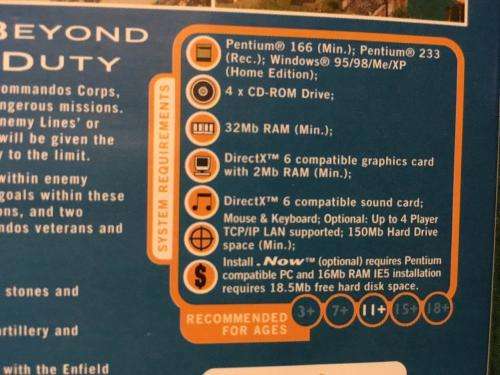 BEYOND
DUTY
ommandos Corps,
ngerous missions.
nemy Lines' or
will be given the
y to the limit.
within enemy
goals within these
ons, and two
ndos veterans and
stones and
artillery and
with the Enfield
SYSTEM REQUIREMENTS
Pentium® 166 (Min.); Pentium® 233
(Rec.); Windows® 95/98/Me/XP
(Home Edition);
4 x CD-ROM Drive;
32Mb RAM (Min.);
DirectX™ 6 compatible graphics card
with 2Mb RAM (Min.);
DirectX™ 6 compatible sound card;
Mouse & Keyboard; Optional: Up to 4 Player
TCP/IP LAN supported; 150Mb Hard Drive
space (Min.);
Install .Now™ (optional) requires Pentium
compatible PC and 16Mb RAM IE5 installation
requires 18.5Mb free hard disk space.
$
RECOMMENDED
FOR AGES
3+ 7+ 11+ 15+ 18+